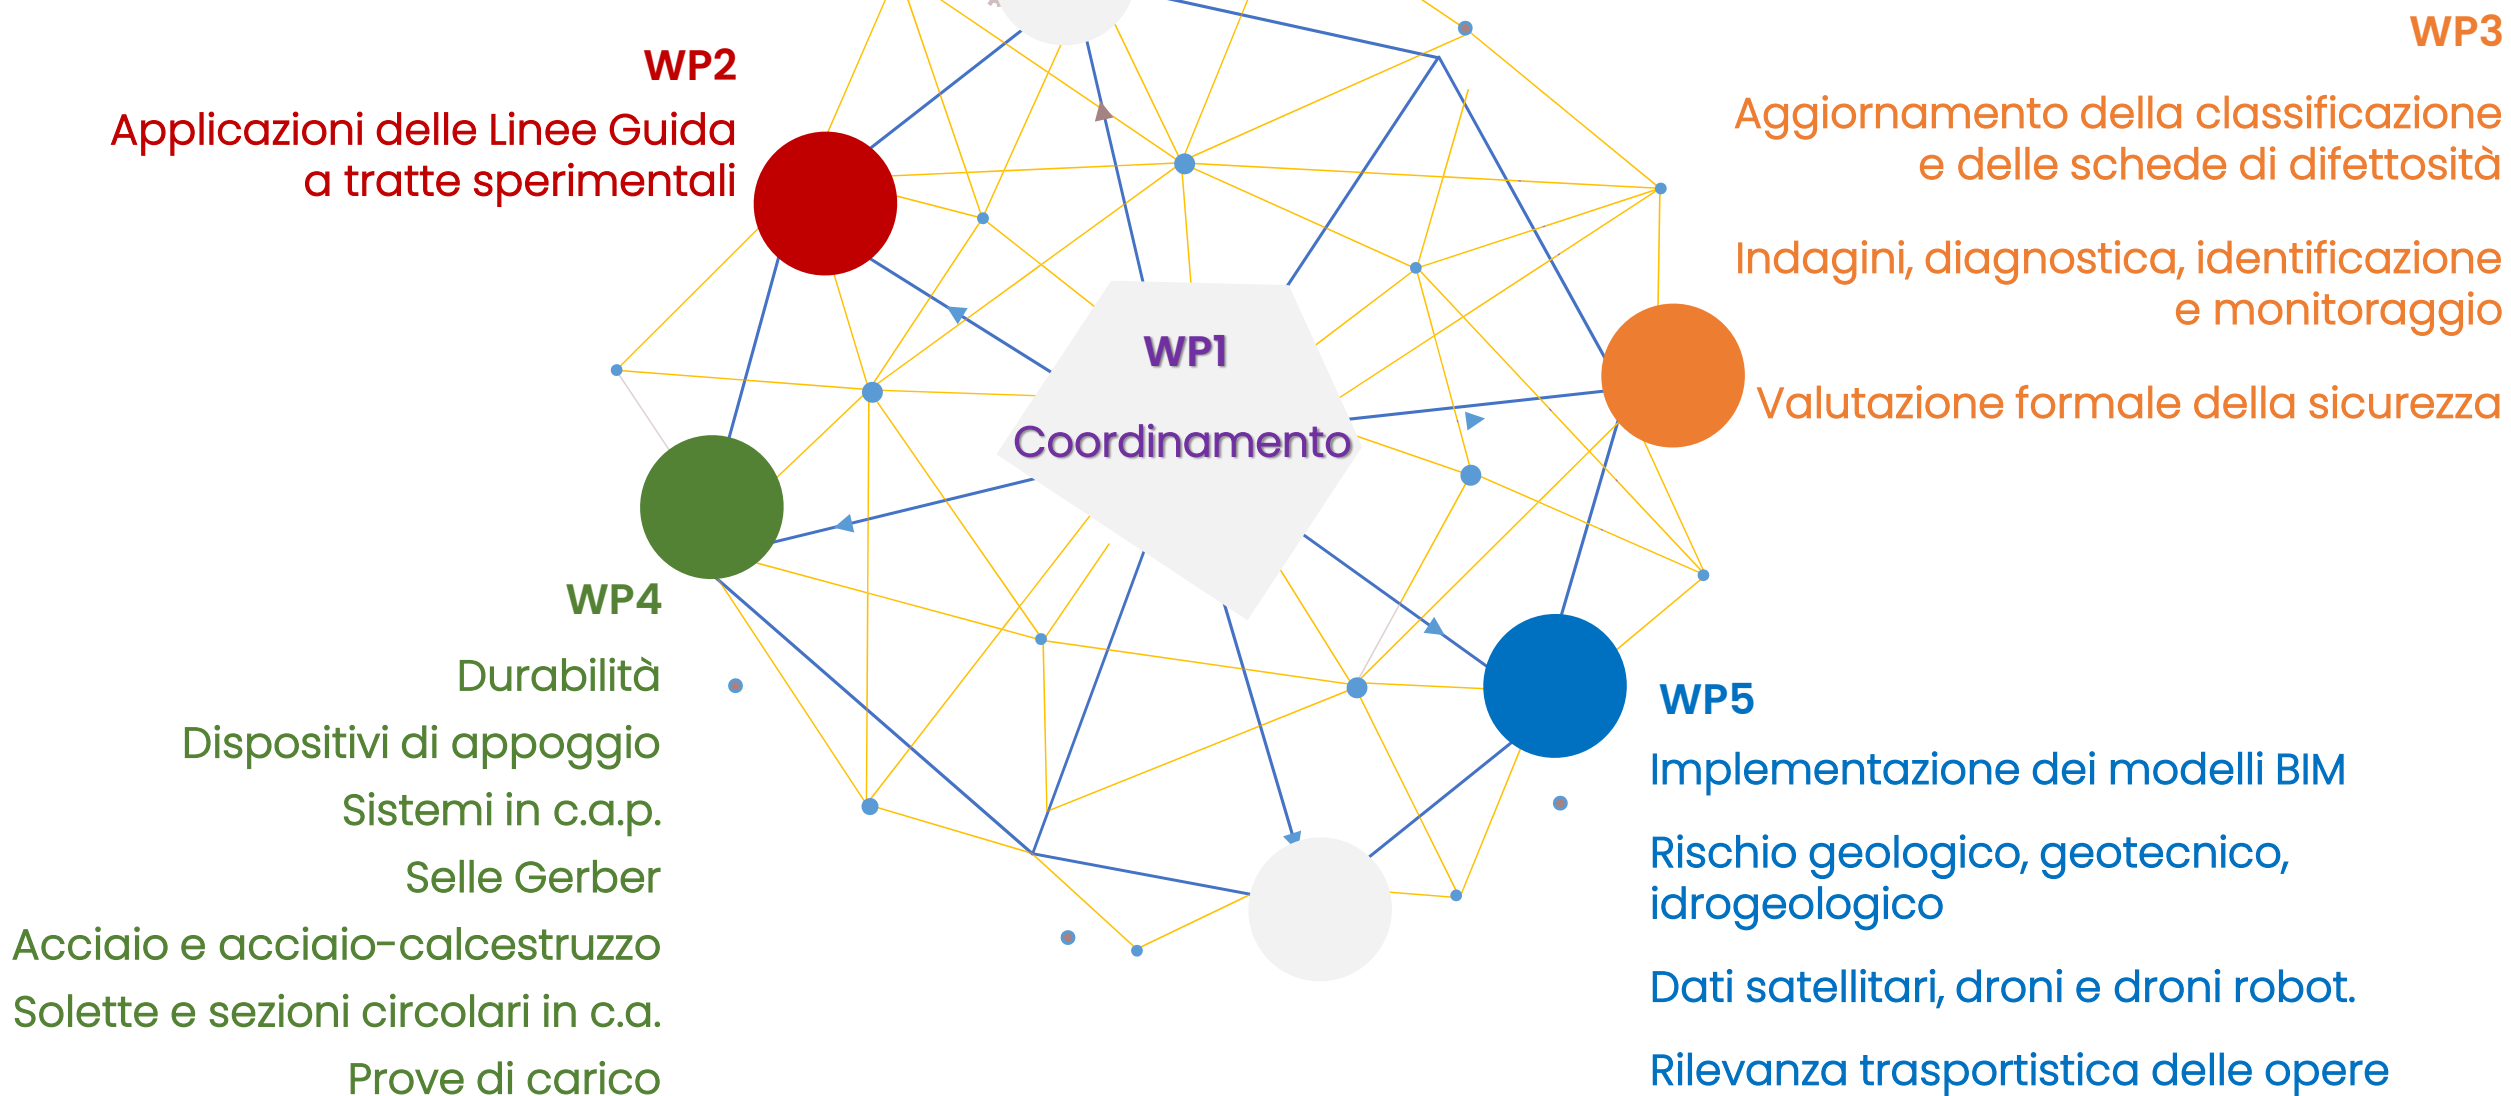 WP2
Applicazioni delle Linee Guida
a tratte sperimentali
WP3
Aggiornamento della classificazione
e delle schede di difettosità
Indagini, diagnostica, identificazione
e monitoraggio
Valutazione formale della sicurezza
WP1
Coordinamento
WP4
Durabilità
Dispositivi di appoggio
Sistemi in c.a.p.
Selle Gerber
Acciaio e acciaio-calcestruzzo
Solette e sezioni circolari in c.a.
Prove di carico
WP5
Implementazione dei modelli BIM
Rischio geologico, geotecnico,
idrogeologico
Dati satellitari, droni e droni robot.
Rilevanza trasportistica delle opere